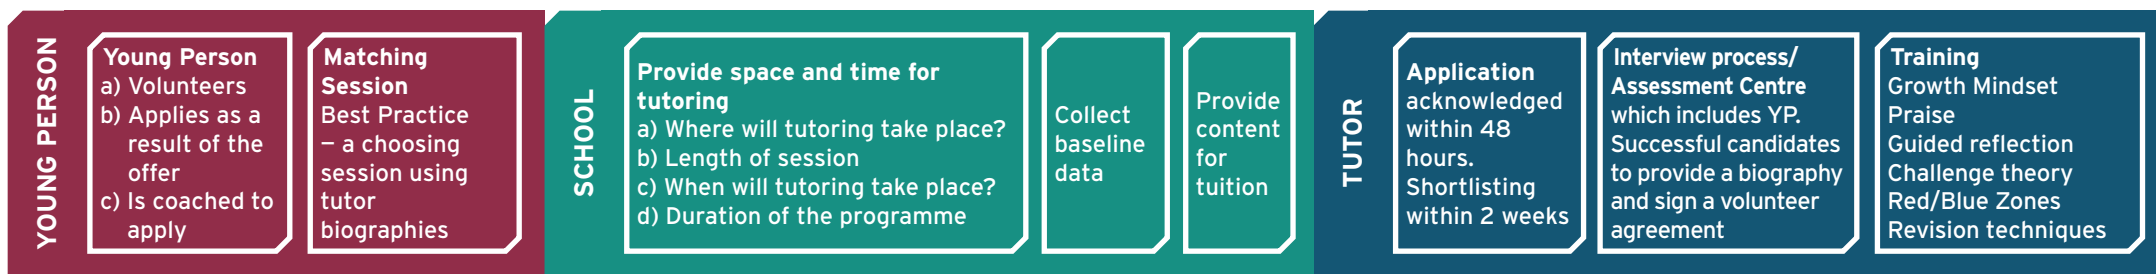 YOUNG PERSON
Young Person
a) Volunteers
b) Applies as a
result of the
offer
c) Is coached to
apply
Matching
Session
Best Practice
– a choosing
session using
tutor
biographies
SCHOOL
Provide space and time for
tutoring
a) Where will tutoring take place?
b) Length of session
c) When will tutoring take place?
d) Duration of the programme
Collect
baseline
data
Provide
content
for
tuition
TUTOR
Application
acknowledged
within 48
hours.
Shortlisting
within 2 weeks
Interview process/
Assessment Centre
which includes YP.
Successful candidates
to provide a biography
and sign a volunteer
agreement
Training
Growth Mindset
Praise
Guided reflection
Challenge theory
Red/Blue Zones
Revision techniques